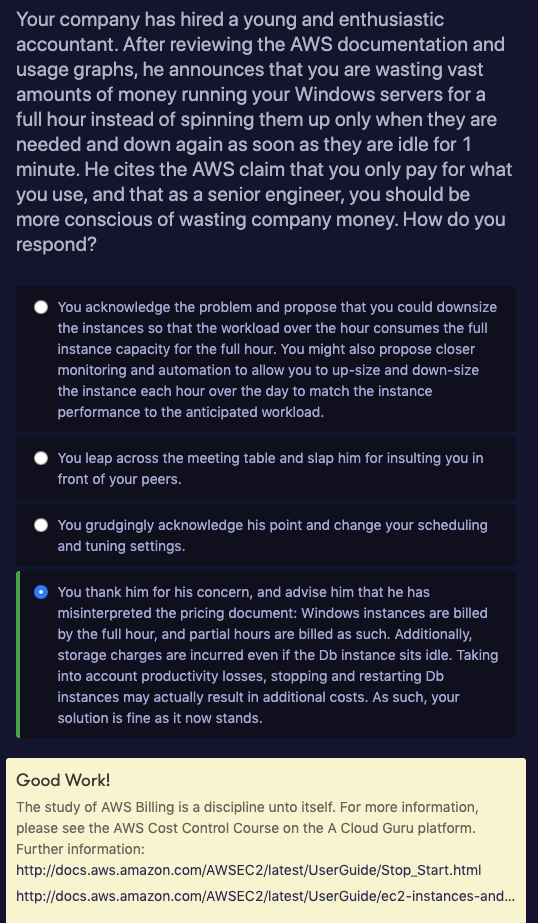 Your company has hired a young and enthusiastic
accountant. After reviewing the AWS documentation and
usage graphs, he announces that you are wasting vast
amounts of money running your Windows servers for a
full hour instead of spinning them up only when they are
needed and down again as soon as they are idle for 1
minute. He cites the AWS claim that you only pay for what
you use, and that as a senior engineer, you should be
more conscious of wasting company money. How do you
respond?
You acknowledge the problem and propose that you could downsize
the instances so that the workload over the hour consumes the full
instance capacity for the full hour. You might also propose closer
monitoring and automation to allow you to up-size and down-size
the instance each hour over the day to match the instance
performance to the anticipated workload.
You leap across the meeting table and slap him for insulting you in
front of your peers.
You grudgingly acknowledge his point and change your scheduling
and tuning settings.
You thank him for his concern, and advise him that he has
misinterpreted the pricing document: Windows instances are billed
by the full hour, and partial hours are billed as such. Additionally,
storage charges are incurred even if the Db instance sits idle. Taking
into account productivity losses, stopping and restarting Db
instances may actually result in additional costs. As such, your
solution is fine as it now stands.
Good Work!
The study of AWS Billing is a discipline unto itself. For more information,
please see the AWS Cost Control Course on the A Cloud Guru platform.
Further information:
http://docs.aws.amazon.com/AWSEC2/latest/UserGuide/Stop_Start.html
http://docs.aws.amazon.com/AWSEC2/latest/UserGuide/ec2-instances-and...